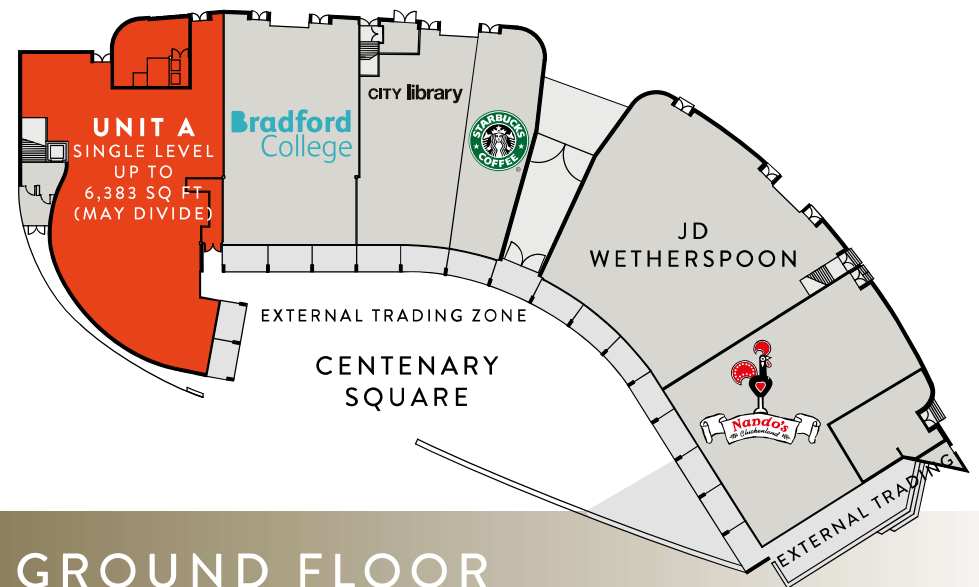 UNIT A
SINGLE LEVEL
UP TO
6,383 SQ FT
(MAY DIVIDE)
Bradford
College
CITY library
STARBUCKS
COFFEE
®
JD
WETHERSPOON
EXTERNAL TRADING ZONE
CENTENARY
SQUARE
Nando's
Chickenland
EXTERNAL TRADING
GROUND FLOOR